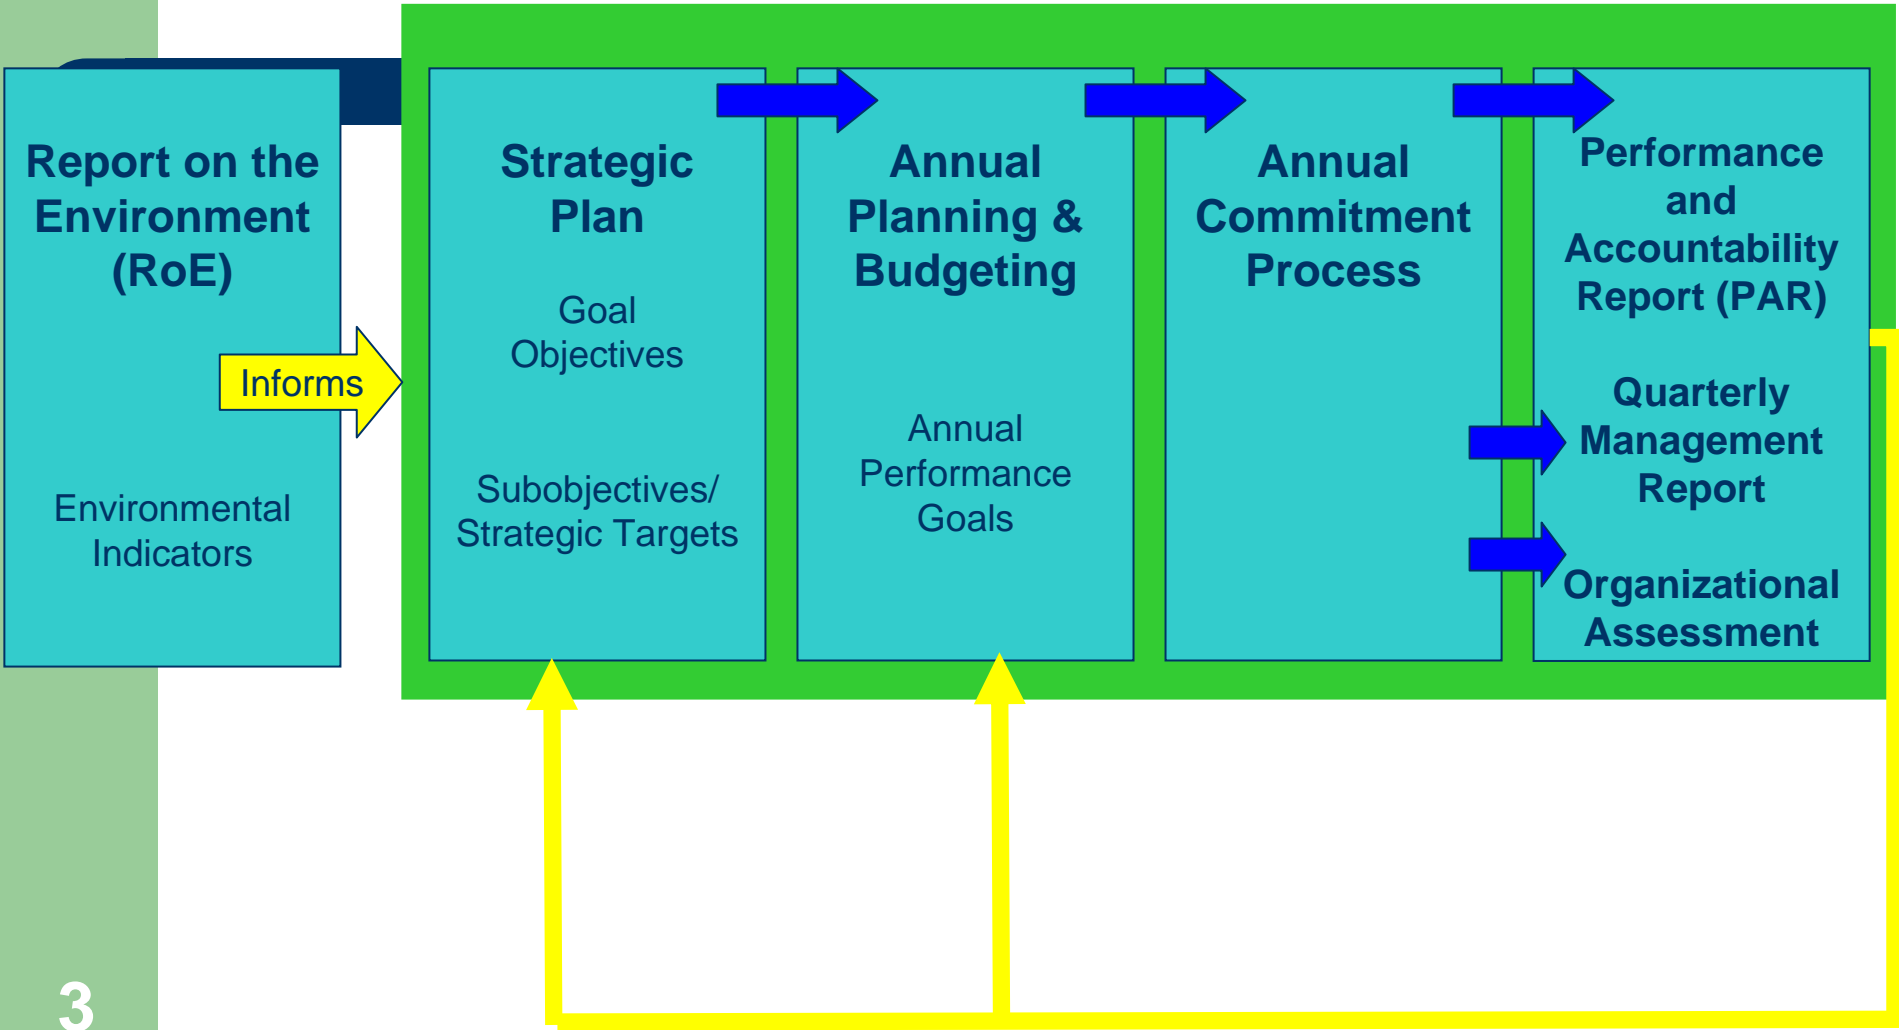 Report on the
Environment
(RoE)
Informs
Environmental
Indicators
Strategic
Plan
Goal
Objectives
Subobjectives/
Strategic Targets
Annual
Planning &
Budgeting
Annual
Performance
Goals
Annual
Commitment
Process
Performance
and
Accountability
Report (PAR)
Quarterly
Management
Report
Organizational
Assessment
3